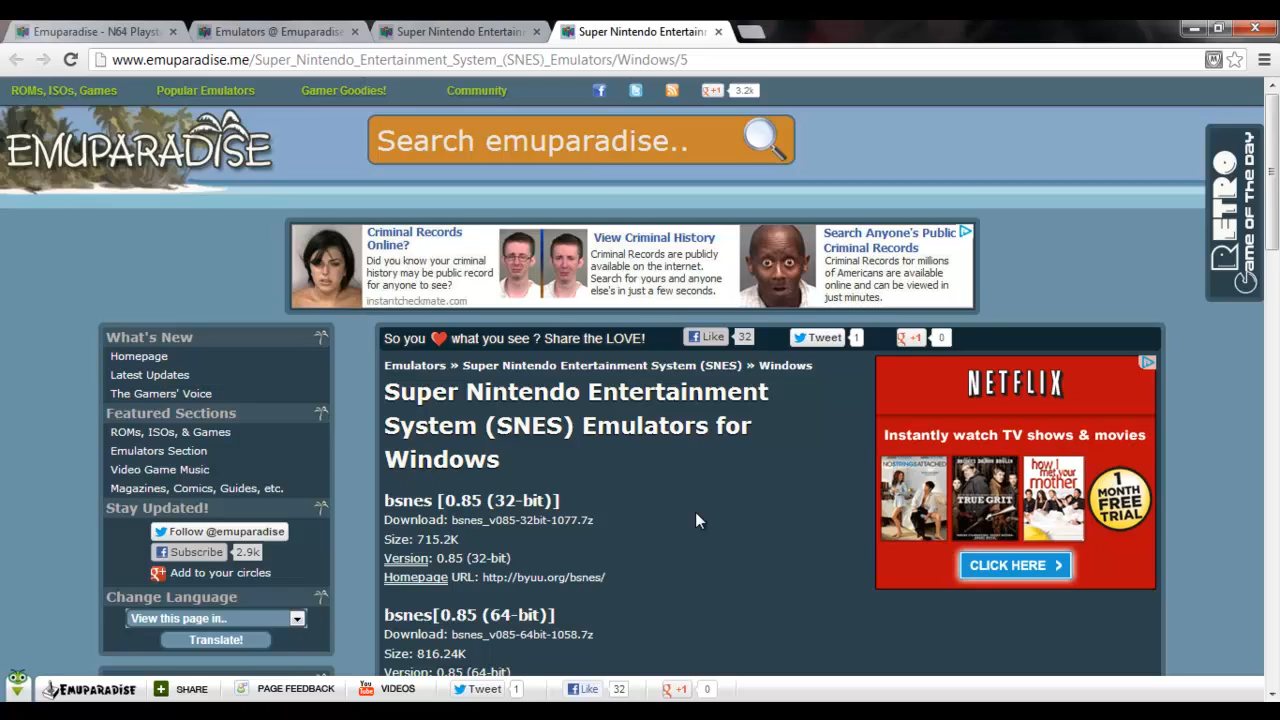 Emuparadise - N64 Playst
Emulators @ Emuparadise
Super Nintendo Entertain
Super Nintendo Entertain
www.emuparadise.me/Super_Nintendo_Entertainment_System_(SNES)_Emulators/Windows/5
ROMs, ISOs, Games
Popular Emulators
Gamer Goodies!
Community
+1
3.2k
EMUPARADISE
Search emuparadise..
RETRO
Game OF THE DAY
Criminal Records
Online?
Did you know your criminal
history may be public record
for anyone to see?
instantcheckmate.com
View Criminal History
Criminal Records are publicly
available on the internet.
Search for yours and anyone
else's in just a few seconds.
Search Anyone's Public
Criminal Records
Criminal Records for millions
of Americans are available
online and can be viewed in
just minutes.
What's New
Homepage
Latest Updates
The Gamers' Voice
Featured Sections
ROMs, ISOs, & Games
Emulators Section
Video Game Music
Magazines, Comics, Guides, etc.
Stay Updated!
Follow @emuparadise
Subscribe 2.9k
Add to your circles
Change Language
View this page in..
Translate!
So you ❤ what you see ? Share the LOVE!
Like 32
Tweet 1
+1 0
Emulators » Super Nintendo Entertainment System (SNES) » Windows
Super Nintendo Entertainment
System (SNES) Emulators for
Windows
bsnes [0.85 (32-bit)]
Download: bsnes_v085-32bit-1077.7z
Size: 715.2K
Version: 0.85 (32-bit)
Homepage URL: http://byuu.org/bsnes/
bsnes[0.85 (64-bit)]
Download: bsnes_v085-64bit-1058.7z
Size: 816.24K
Version: 0.85 (64-bit)
NETFLIX
Instantly watch TV shows & movies
NO STRINGS ATTACHED
TRUE GRIT
how i met your mother
1
MONTH
FREE
TRIAL
CLICK HERE >
EMUPARADISE
SHARE
PAGE FEEDBACK
You Tube
VIDEOS
Tweet 1
Like 32
+1 0